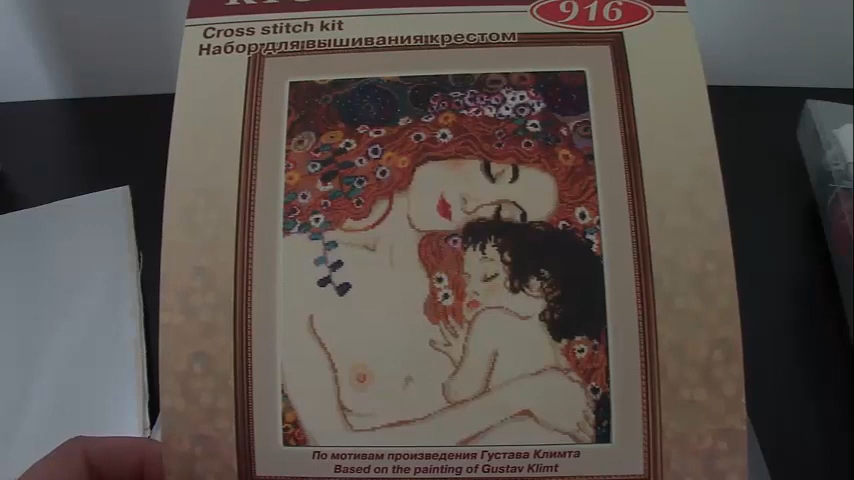 916
Cross stitch kit
Набор для вышивания крестом
По мотивам произведения Густава Климта
Based on the painting of Gustav Klimt